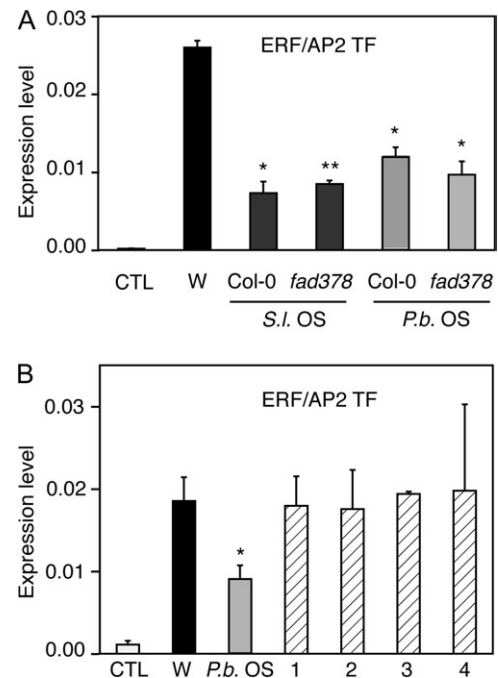 A
ERF/AP2 TF
Expression level
0.03
0.02
0.01
0.00
* ** * *
CTL W Col-0 fad378 Col-0 fad378
S.l. OS P.b. OS
B
ERF/AP2 TF
Expression level
0.03
0.02
0.01
0.00
*
CTL W P.b. OS 1 2 3 4